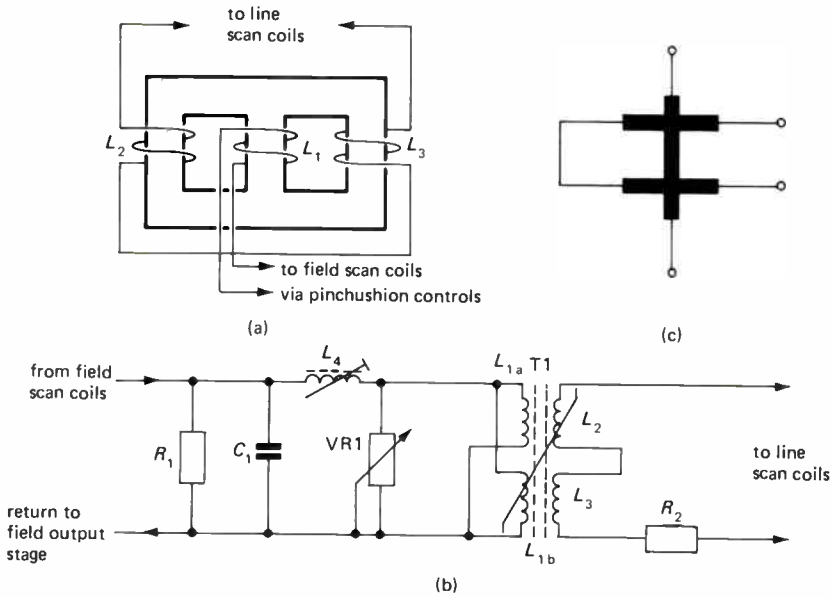 to line
scan coils
L2
L1
L3
to field scan coils
via pinchushion controls
(a)
(c)
from field
scan coils
L4
L1a
T1
L2
R1
C1
VR1
to line
scan coils
L3
R2
return to
field output
stage
L1b
(b)